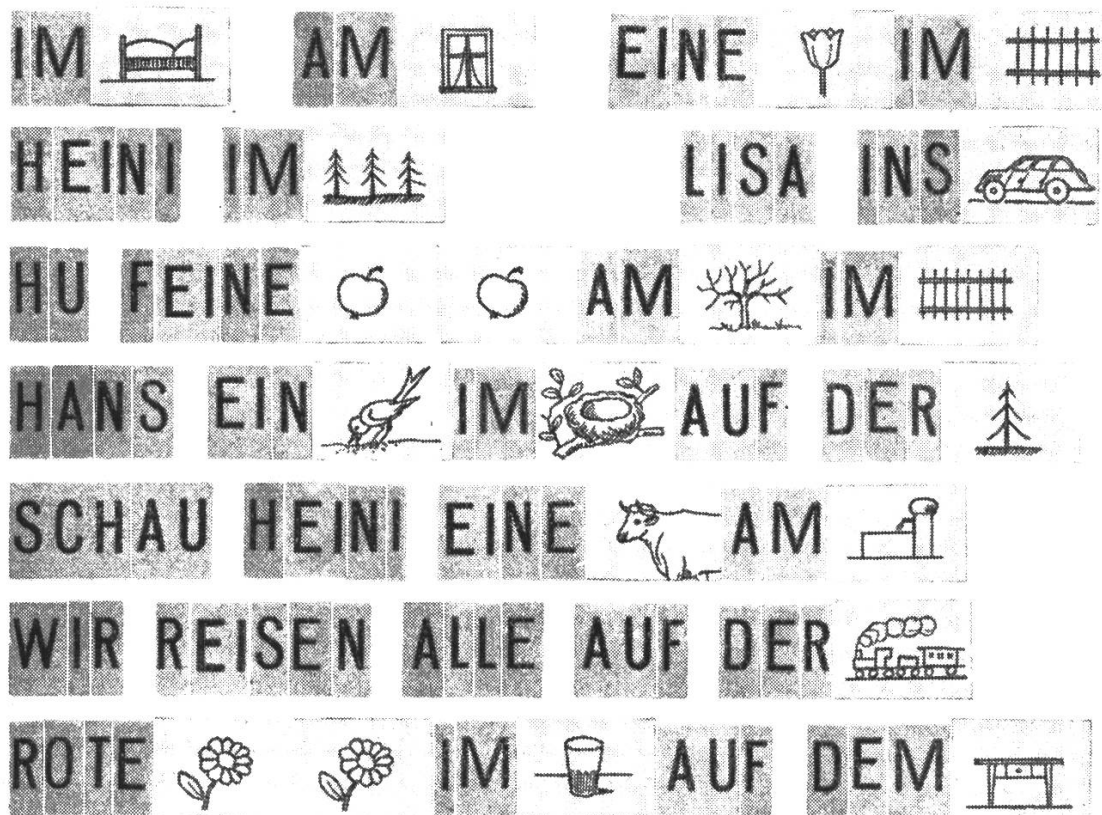 IM AM EINE IM
HEINI IM LISA INS
HU FEINE AM IM
HANS EIN IM AUF DER
SCHAU HEINI EINE AM
WIR REISEN ALLE AUF DER
ROTE IM AUF DEM